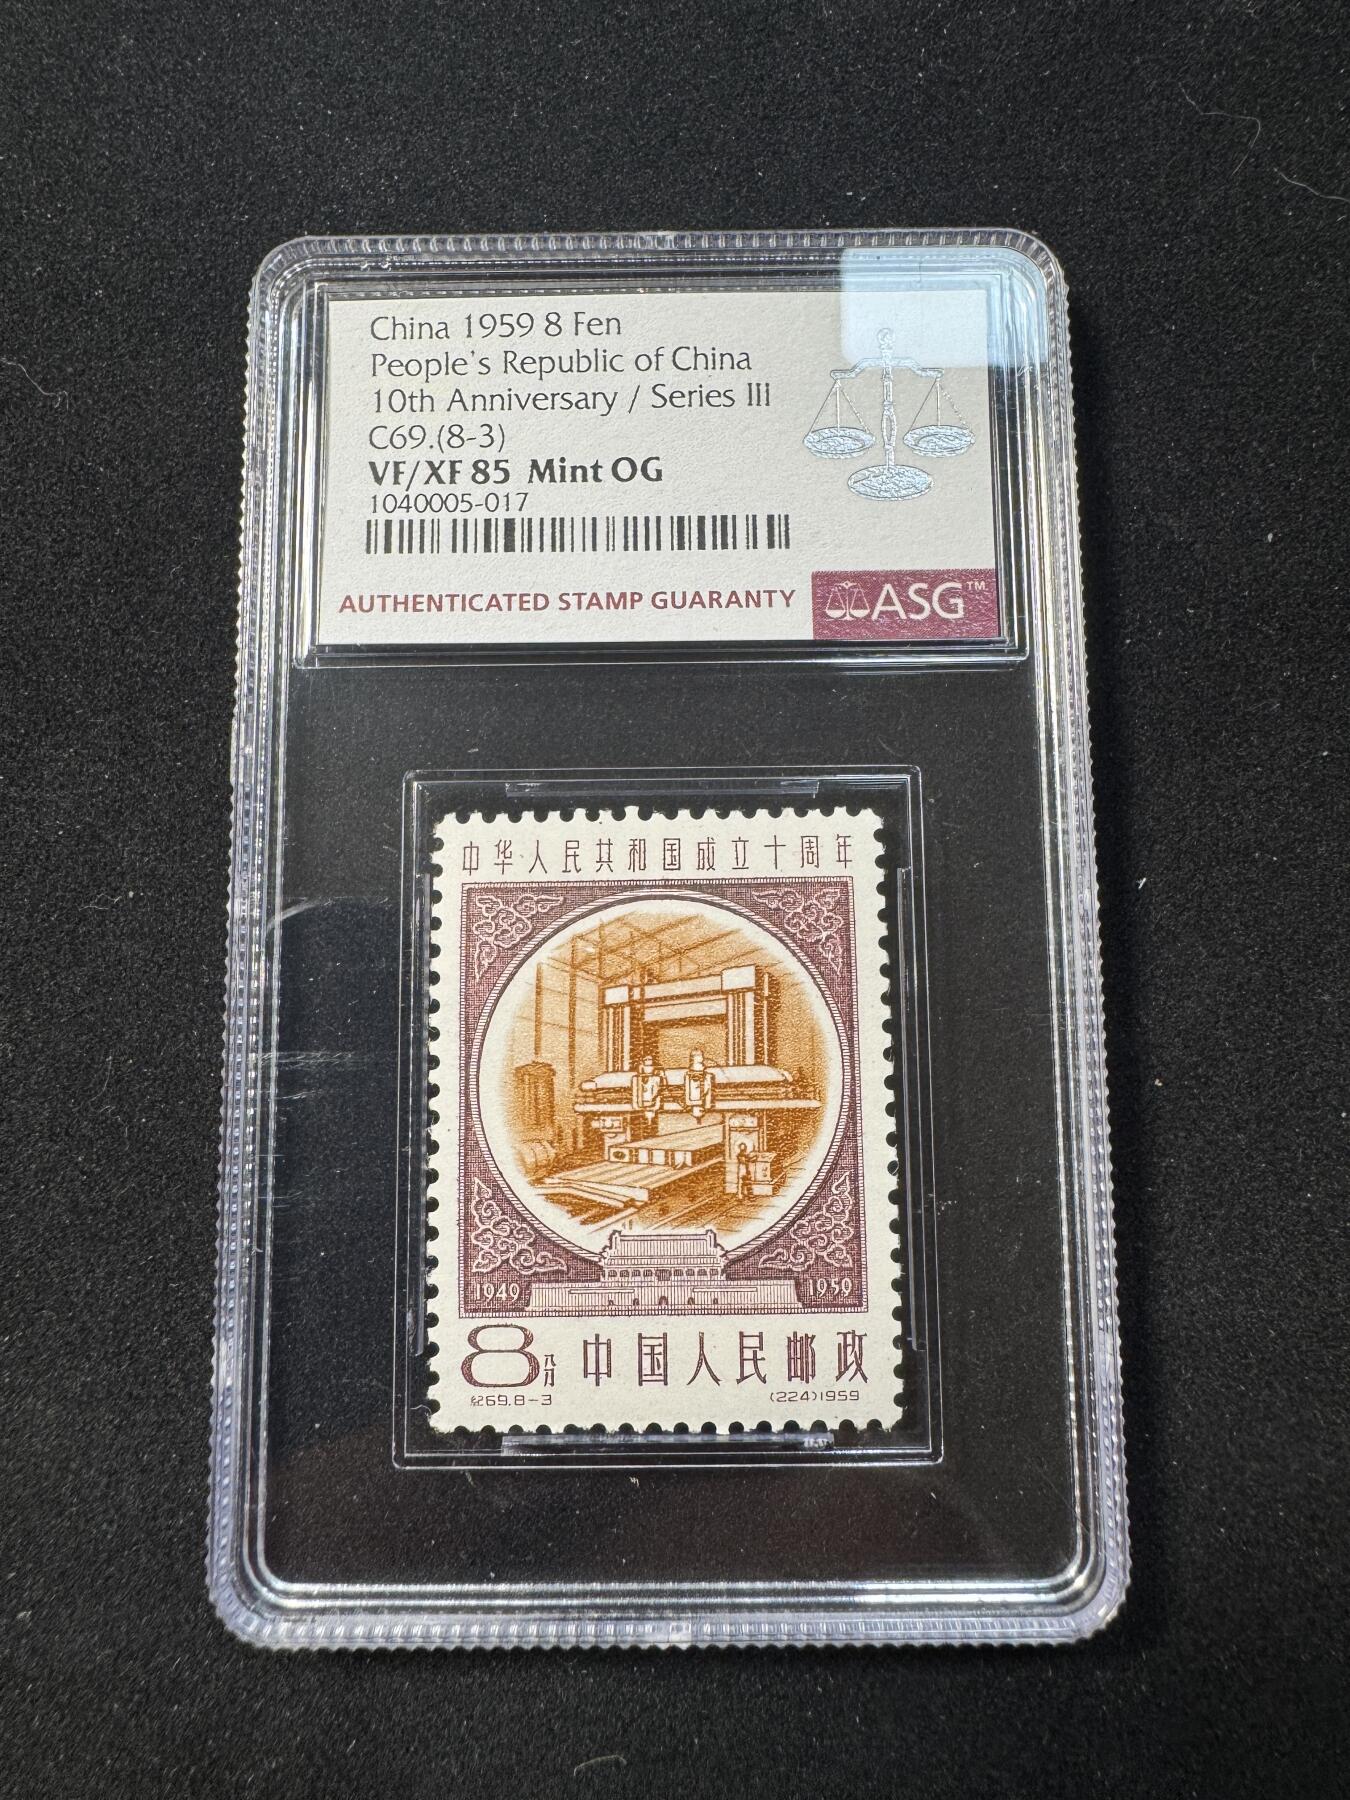 China 1959 8 Fen
People's Republic of China
10th Anniversary / Series III
C69.(8-3)
VF/XF 85 Mint OG
1040005-017
AUTHENTICATED STAMP GUARANTY
ASG™
中华人民共和国成立十周年
1949 1959
8分 中国人民邮政
纪69.8-3 (224)1959